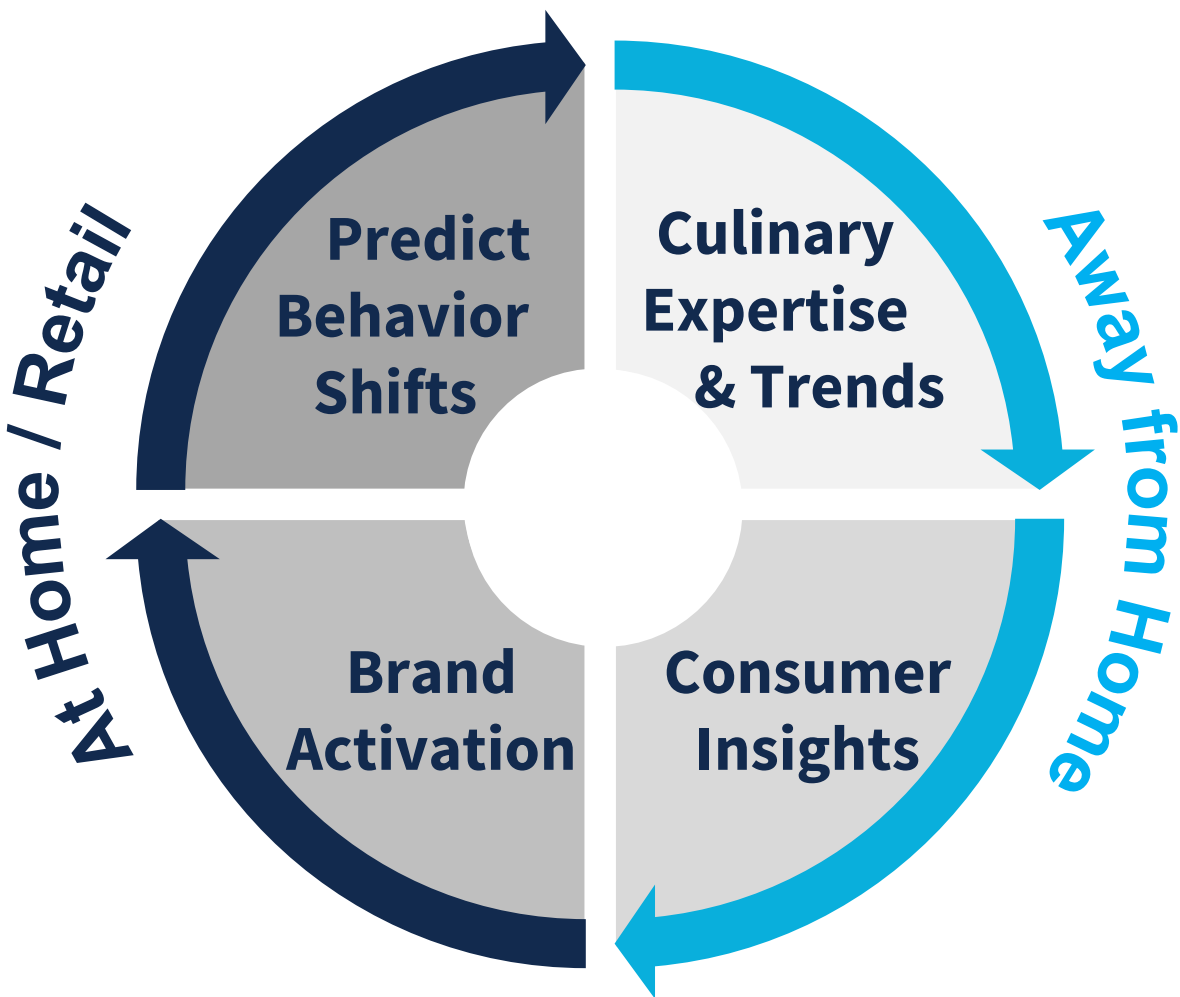 Predict
Behavior
Shifts
Culinary
Expertise
& Trends
Brand
Activation
Consumer
Insights
At Home / Retail
Away from Home